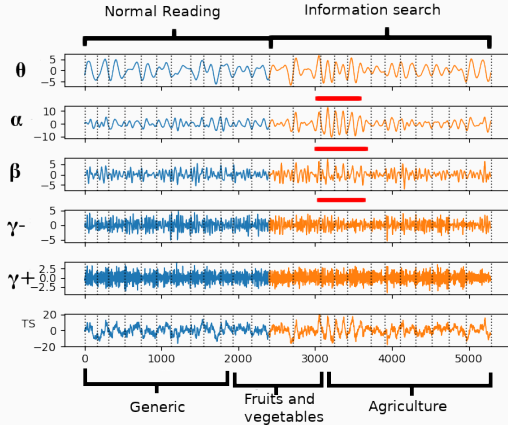 Normal Reading
Information search
θ
5
0
−5
α
10
0
−10
β
5
0
−5
γ-
5
0
−5
γ+
2.5
0.0
−2.5
TS
20
0
−20
0 1000 2000 3000 4000 5000
Generic
Fruits and
vegetables
Agriculture